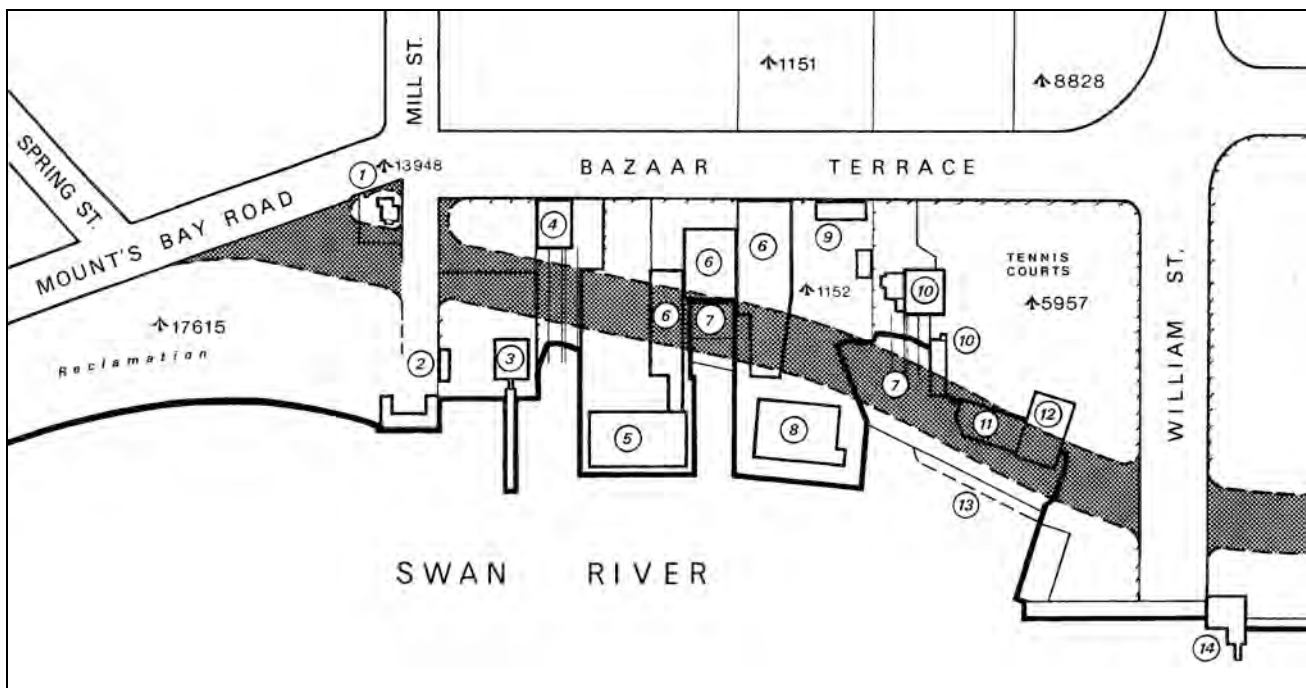 MILL ST.
1151
8828
SPRING ST.
1
13948
BAZAAR TERRACE
MOUNT'S BAY ROAD
4
6
9
6
TENNIS
COURTS
10
1152
5957
WILLIAM ST.
17615
Reclamation
6
7
10
2
3
7
12
11
5
8
13
SWAN RIVER
14